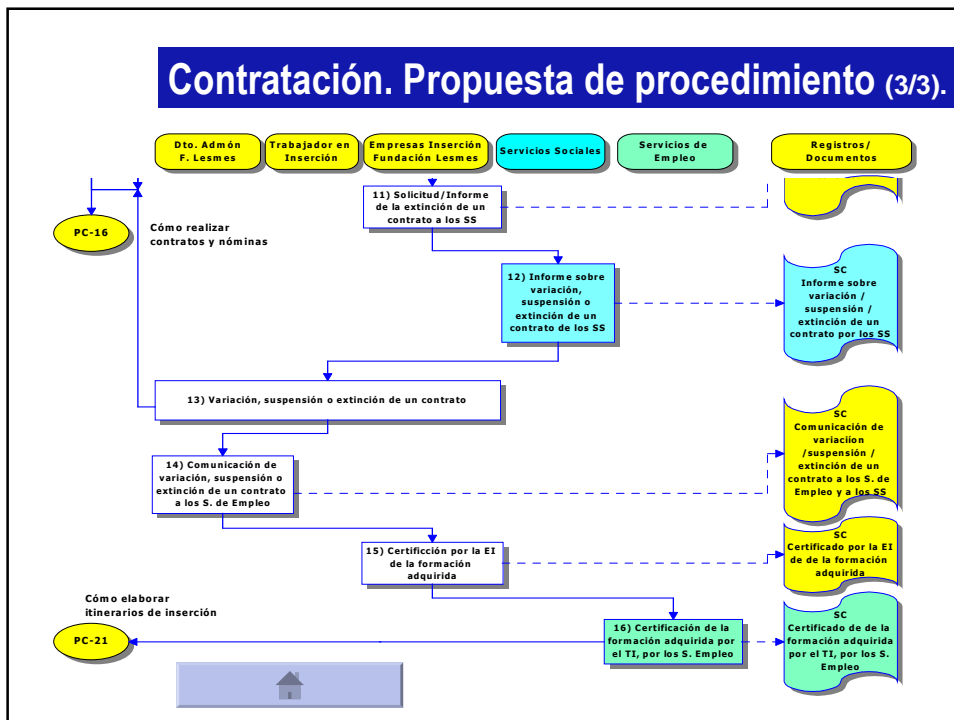 Contratación. Propuesta de procedimiento (3/3).
Dto. Admón
F. Lesmes
Trabajador en
Inserción
Empresas Inserción
Fundación Lesmes
Servicios Sociales
Servicios de
Empleo
Registros/
Documentos
11) Solicitud/Informe
de la extinción de un
contrato a los SS
PC-16
Cómo realizar
contratos y nóminas
12) Informe sobre
variación,
suspensión o
extinción de un
contrato de los SS
SC
Informe sobre
variación /
suspensión /
extinción de un
contrato por los SS
13) Variación, suspensión o extinción de un contrato
SC
Comunicación de
variaciíon
/suspensión /
extinción de un
contrato a los S. de
Empleo y a los SS
14) Comunicación de
variación, suspensión o
extinción de un contrato
a los S. de Empleo
15) Certificción por la EI
de de la formación
adquirida
SC
Certificado por la EI
de de la formación
adquirida
Cómo elaborar
itinerarios de inserción
PC-21
16) Certificación de la
formación adquirida por
el TI, por los S. Empleo
SC
Certificado de de la
formación adquirida
por el TI, por los S.
Empleo